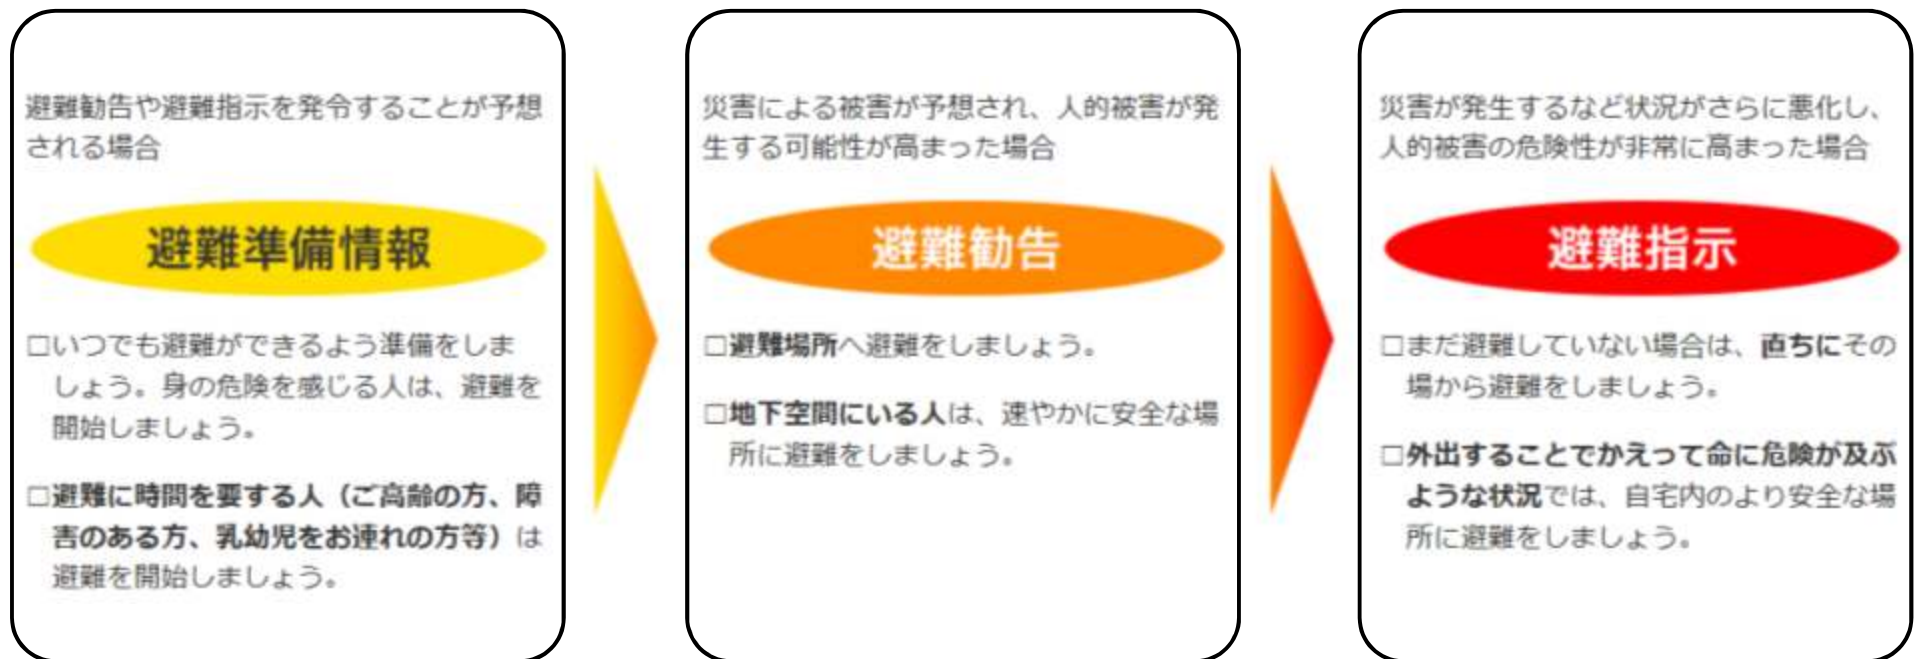 避難勧告や避難指示を発令することが予想
される場合
避難準備情報
□いつでも避難ができるよう準備をしま
しょう。身の危険を感じる人は、避難を
開始しましょう。
□避難に時間を要する人（ご高齢の方、障
害のある方、乳幼児をお連れの方等）は
避難を開始しましょう。
災害による被害が予想され、人的被害が発
生する可能性が高まった場合
避難勧告
□避難場所へ避難をしましょう。
□地下空間にいる人は、速やかに安全な場
所に避難をしましょう。
災害が発生するなど状況がさらに悪化し、
人的被害の危険性が非常に高まった場合
避難指示
□まだ避難していない場合は、直ちにその
場から避難をしましょう。
□外出することでかえって命に危険が及ぶ
ような状況では、自宅内のより安全な場
所に避難をしましょう。